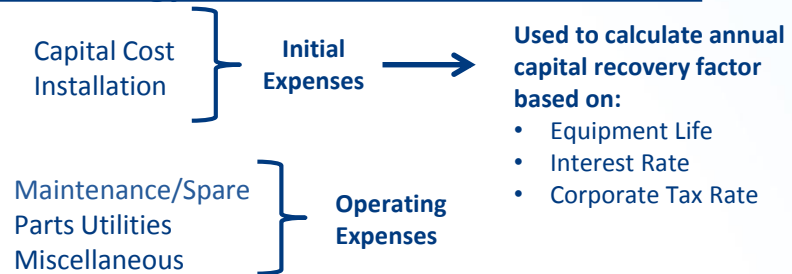 Capital Cost
Installation
Initial
Expenses
Used to calculate annual
capital recovery factor
based on:
• Equipment Life
• Interest Rate
• Corporate Tax Rate
Maintenance/Spare
Parts Utilities
Miscellaneous
Operating
Expenses